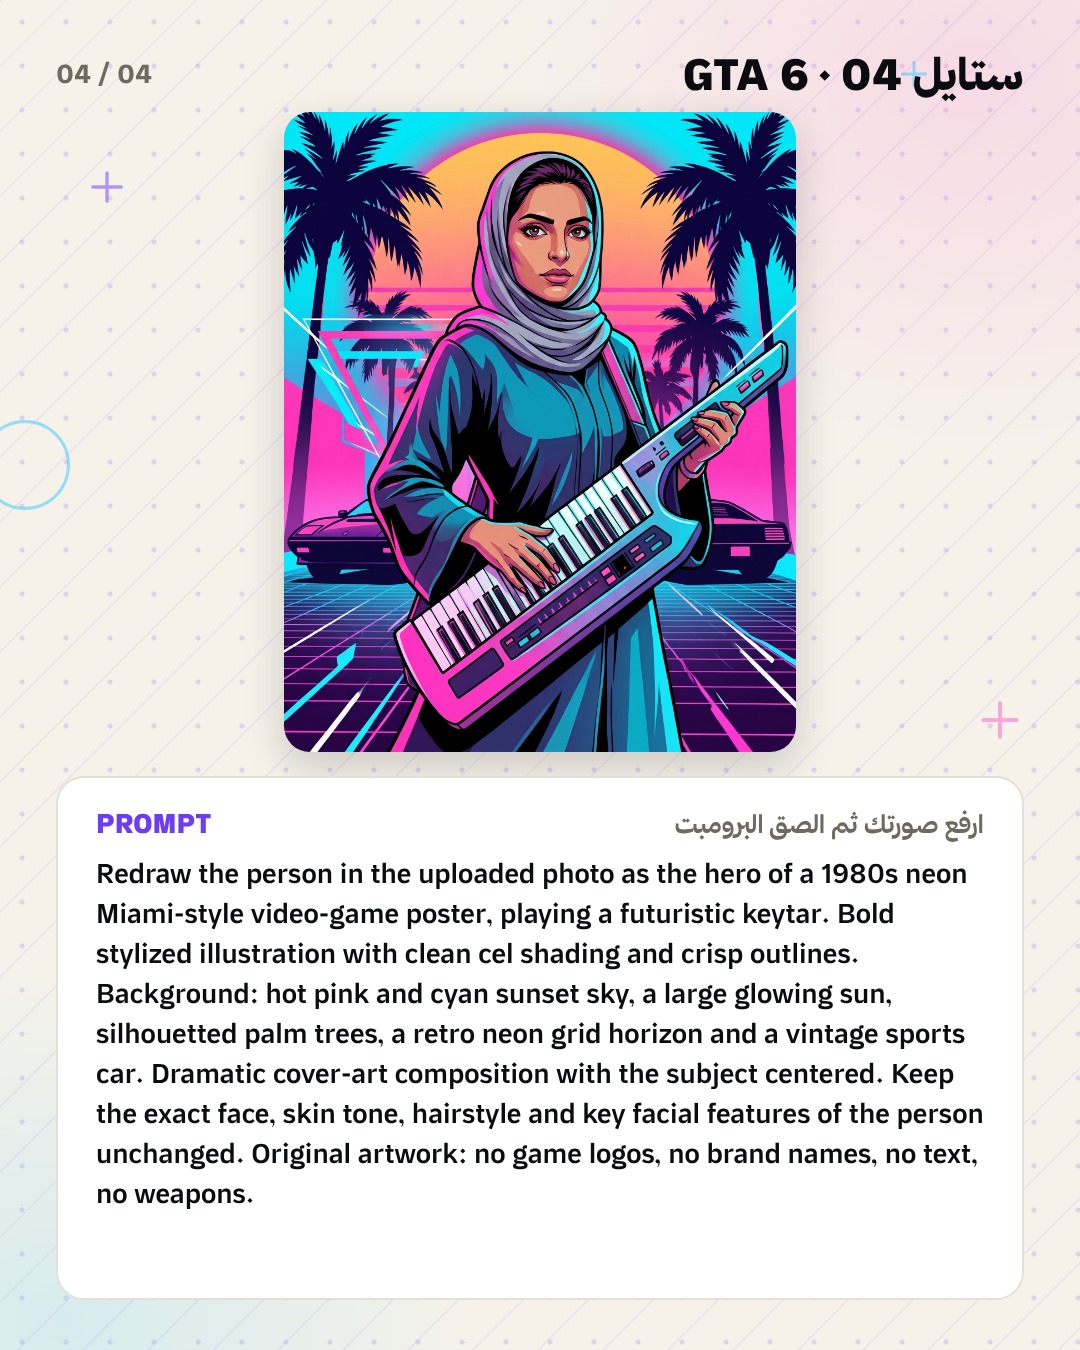 04 / 04
ستايل GTA 6 · 04
PROMPT
ارفع صورتك ثم الصق البرومبت
Redraw the person in the uploaded photo as the hero of a 1980s neon
Miami-style video-game poster, playing a futuristic keytar. Bold
stylized illustration with clean cel shading and crisp outlines.
Background: hot pink and cyan sunset sky, a large glowing sun,
silhouetted palm trees, a retro neon grid horizon and a vintage sports
car. Dramatic cover-art composition with the subject centered. Keep
the exact face, skin tone, hairstyle and key facial features of the person
unchanged. Original artwork: no game logos, no brand names, no text,
no weapons.